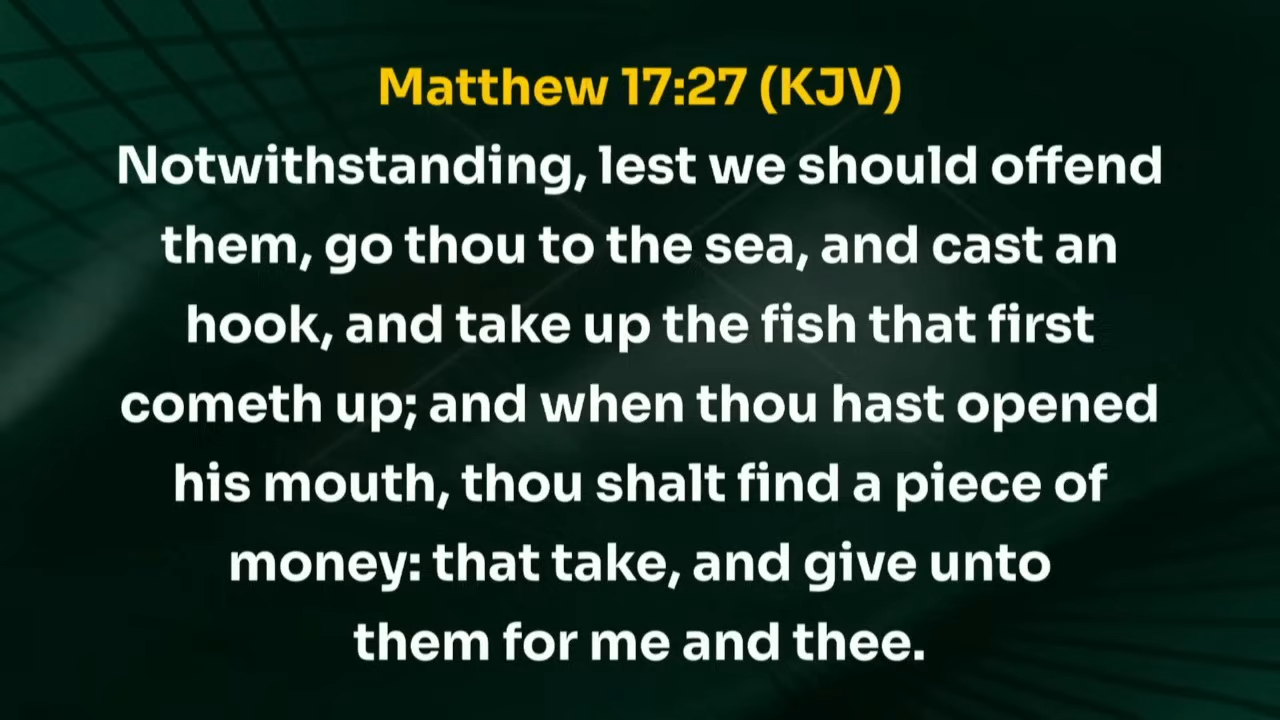 Matthew 17:27 (KJV)
Notwithstanding, lest we should offend
them, go thou to the sea, and cast an
hook, and take up the fish that first
cometh up; and when thou hast opened
his mouth, thou shalt find a piece of
money: that take, and give unto
them for me and thee.